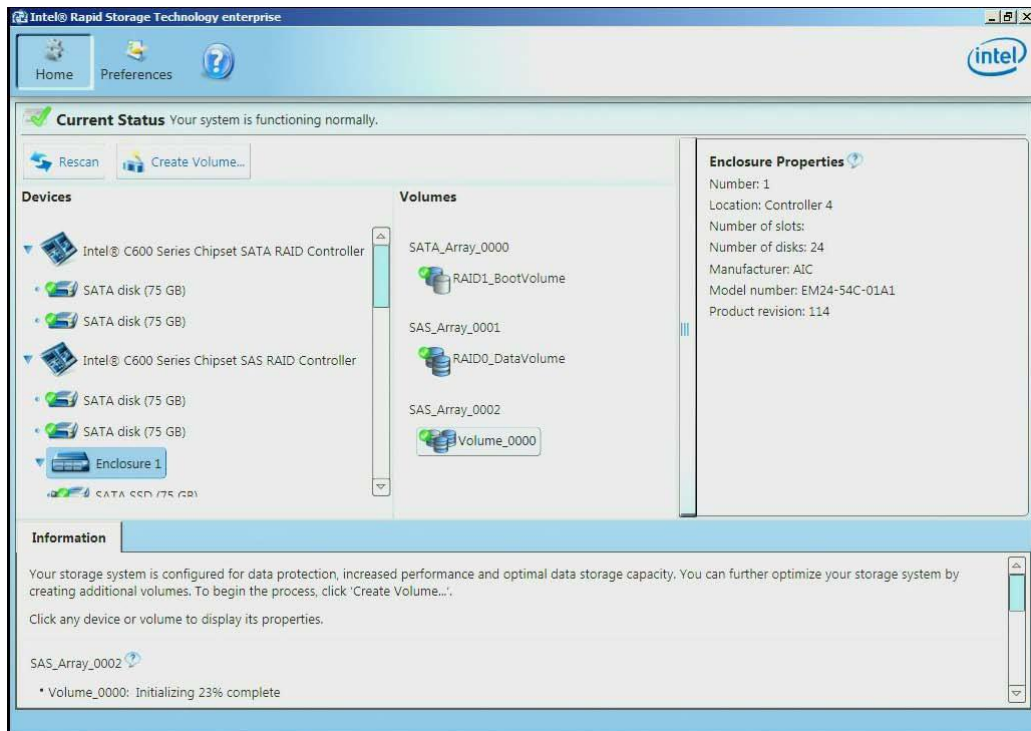 Intel® Rapid Storage Technology enterprise
Home
Preferences
intel
Current Status Your system is functioning normally.
Rescan
Create Volume...
Devices
Intel® C600 Series Chipset SATA RAID Controller
SATA disk (75 GB)
SATA disk (75 GB)
Intel® C600 Series Chipset SAS RAID Controller
SATA disk (75 GB)
SATA disk (75 GB)
Enclosure 1
SATA SSD (75 GB)
Volumes
SATA_Array_0000
RAID1_BootVolume
SAS_Array_0001
RAID0_DataVolume
SAS_Array_0002
Volume_0000
Enclosure Properties
Number: 1
Location: Controller 4
Number of slots:
Number of disks: 24
Manufacturer: AIC
Model number: EM24-54C-01A1
Product revision: 114
Information
Your storage system is configured for data protection, increased performance and optimal data storage capacity. You can further optimize your storage system by
creating additional volumes. To begin the process, click 'Create Volume...'.
Click any device or volume to display its properties.
SAS_Array_0002
• Volume_0000: Initializing 23% complete